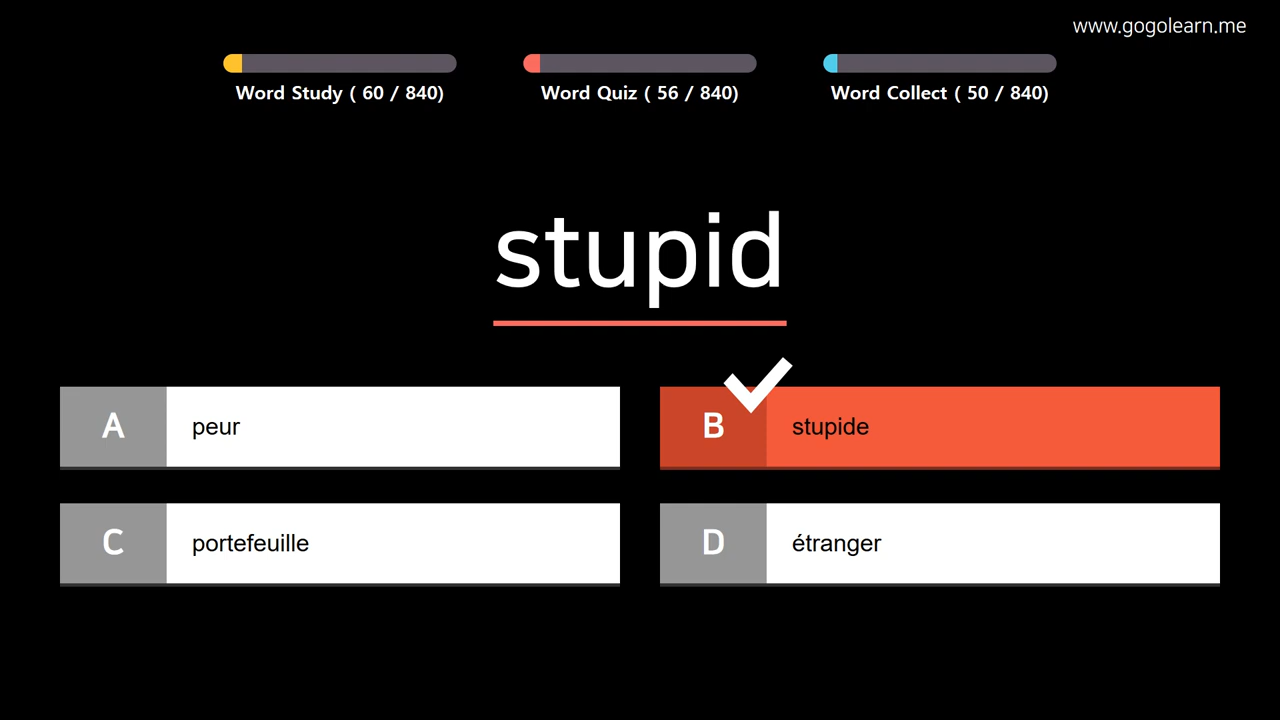 www.gogolearn.me
Word Study ( 60 / 840)
Word Quiz ( 56 / 840)
Word Collect ( 50 / 840)
stupid
A peur
B stupide
C portefeuille
D étranger